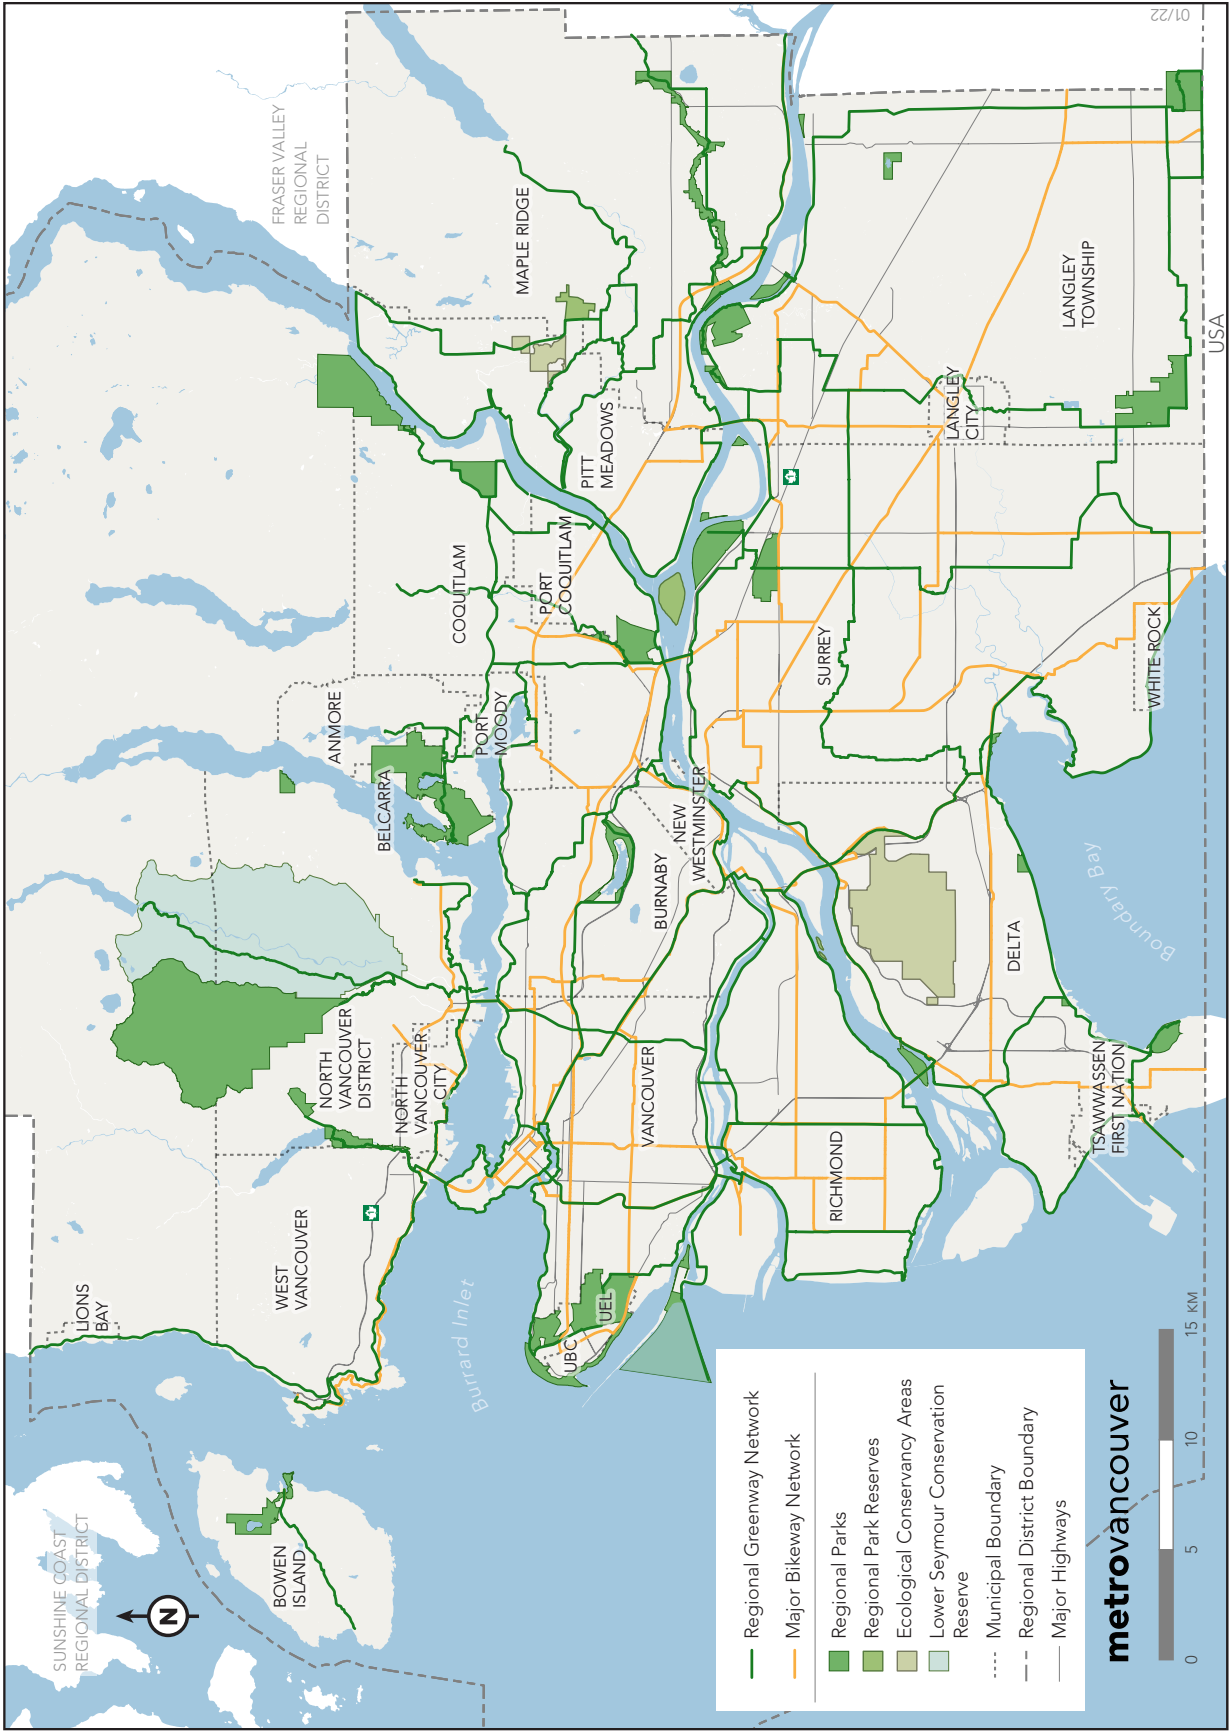 SUNSHINE COAST
REGIONAL DISTRICT
N
BOWEN
ISLAND
LIONS
BAY
WEST
VANCOUVER
NORTH
VANCOUVER
DISTRICT
NORTH
VANCOUVER
CITY
BELCARRA
ANMORE
PORT
MOODY
COQUITLAM
PORT
COQUITLAM
PITT
MEADOWS
MAPLE RIDGE
FRASER VALLEY
REGIONAL
DISTRICT
Burrard Inlet
UBC
UEL
VANCOUVER
BURNABY
NEW
WESTMINSTER
RICHMOND
SURREY
DELTA
LANGLEY
CITY
LANGLEY
TOWNSHIP
WHITE ROCK
TSAWWASSEN
FIRST NATION
Boundary Bay
USA
1
1
Regional Greenway Network
Major Bikeway Network
Regional Parks
Regional Park Reserves
Ecological Conservancy Areas
Lower Seymour Conservation
Reserve
Municipal Boundary
Regional District Boundary
Major Highways
metrovancouver
0 5 10 15 KM
01/22